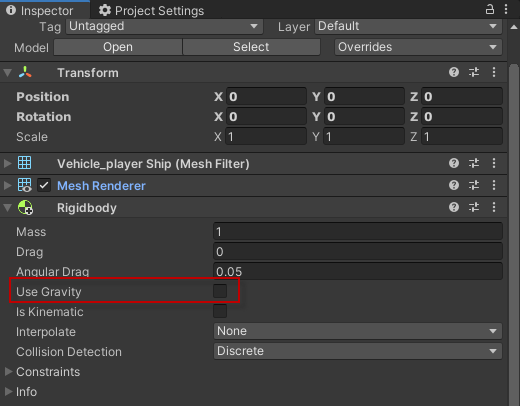 Inspector Project Settings
Tag Untagged Layer Default
Model Open Select Overrides
Transform
Position X 0 Y 0 Z 0
Rotation X 0 Y 0 Z 0
Scale X 1 Y 1 Z 1
Vehicle_player Ship (Mesh Filter)
Mesh Renderer
Rigidbody
Mass 1
Drag 0
Angular Drag 0.05
Use Gravity
Is Kinematic
Interpolate None
Collision Detection Discrete
Constraints
Info